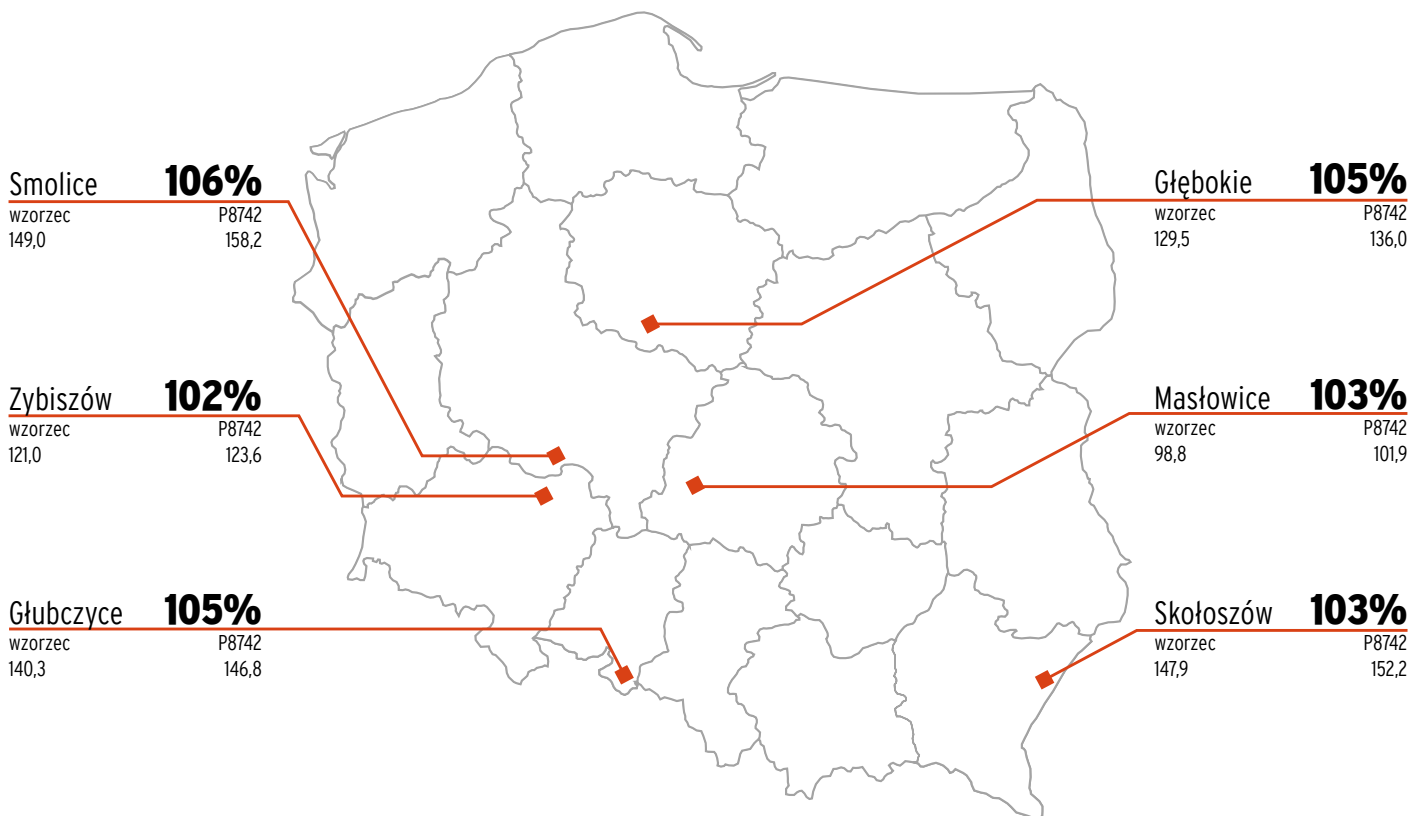 Smolice 106%
wzorzec P8742
149,0 158,2
Zybiszów 102%
wzorzec P8742
121,0 123,6
Głubczyce 105%
wzorzec P8742
140,3 146,8
Głębokie 105%
wzorzec P8742
129,5 136,0
Masłowice 103%
wzorzec P8742
98,8 101,9
Skołoszów 103%
wzorzec P8742
147,9 152,2